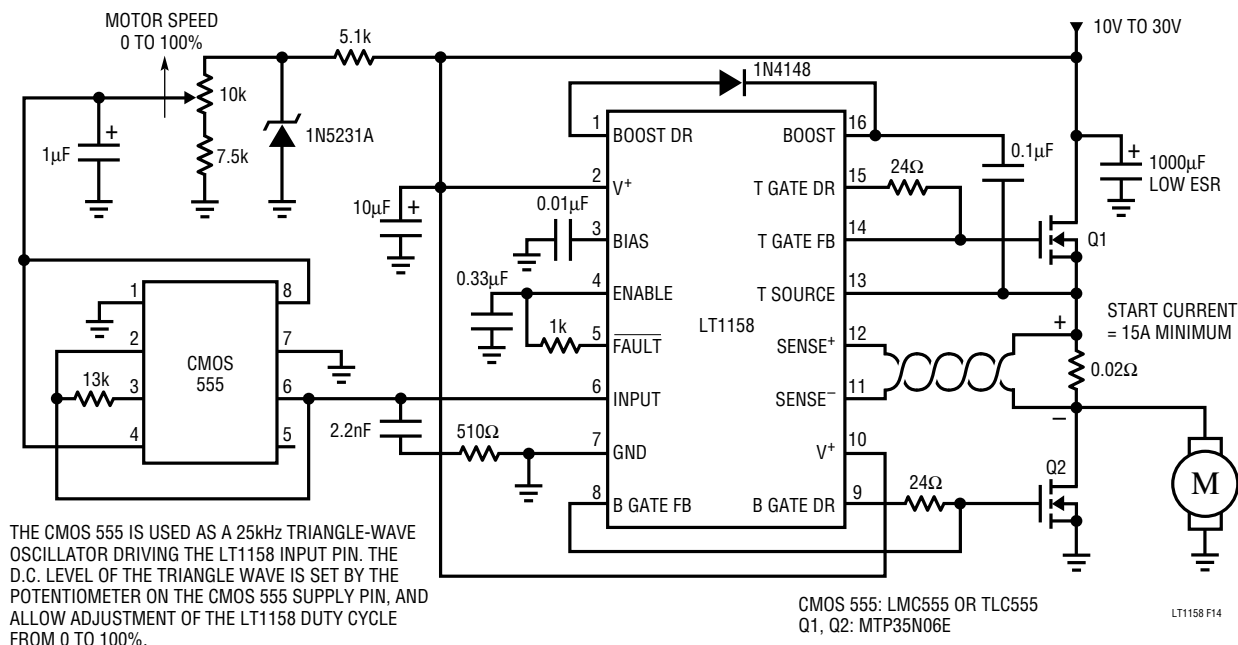 MOTOR SPEED
0 TO 100%
5.1k
10V TO 30V
10k
1N5231A
7.5k
1µF
+
1N4148
1 BOOST DR
BOOST 16
0.1µF
1000µF
LOW ESR
+
2 V+
24Ω
T GATE DR 15
10µF
+
0.01µF
3 BIAS
T GATE FB 14
Q1
0.33µF
4 ENABLE
T SOURCE 13
LT1158
1k
5 FAULT
SENSE+ 12
+
START CURRENT
= 15A MINIMUM
0.02Ω
6 INPUT
SENSE– 11
–
2.2nF
510Ω
7 GND
V+ 10
8 B GATE FB
B GATE DR 9
24Ω
Q2
M
1
8
2
7
CMOS
555
13k
3
6
4
5
THE CMOS 555 IS USED AS A 25kHz TRIANGLE-WAVE
OSCILLATOR DRIVING THE LT1158 INPUT PIN. THE
D.C. LEVEL OF THE TRIANGLE WAVE IS SET BY THE
POTENTIOMETER ON THE CMOS 555 SUPPLY PIN, AND
ALLOW ADJUSTMENT OF THE LT1158 DUTY CYCLE
FROM 0 TO 100%.
CMOS 555: LMC555 OR TLC555
Q1, Q2: MTP35N06E
LT1158 F14